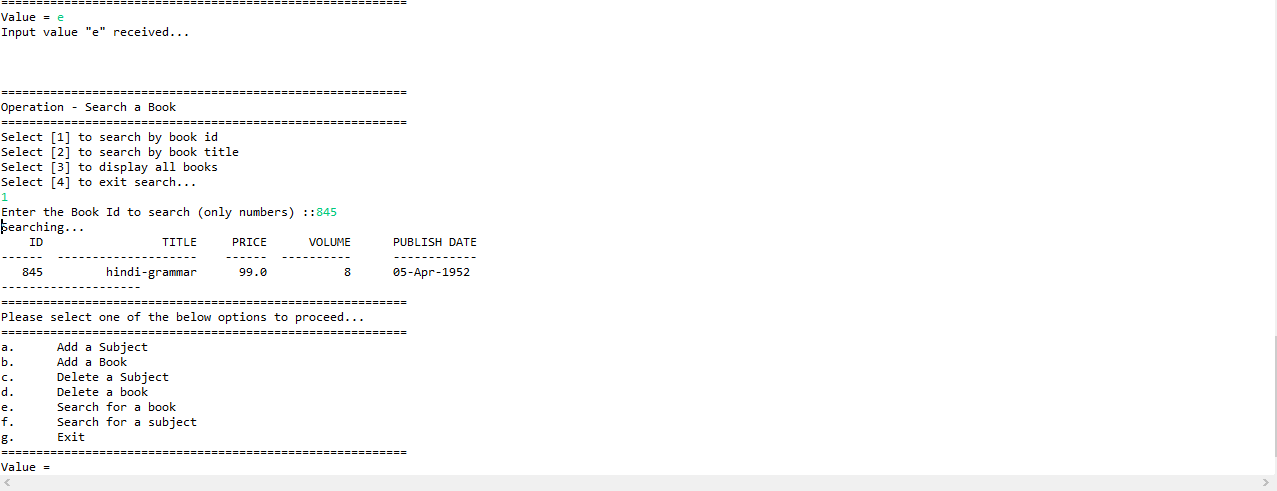 ==========================================================
Value = e
Input value "e" received...
==========================================================
Operation - Search a Book
==========================================================
Select [1] to search by book id
Select [2] to search by book title
Select [3] to display all books
Select [4] to exit search...
1
Enter the Book Id to search (only numbers) ::845
Searching...
    ID                 TITLE     PRICE      VOLUME      PUBLISH DATE
------  --------------------    ------  ----------      ------------
   845         hindi-grammar      99.0           8      05-Apr-1952
--------------------
==========================================================
Please select one of the below options to proceed...
==========================================================
a.      Add a Subject
b.      Add a Book
c.      Delete a Subject
d.      Delete a book
e.      Search for a book
f.      Search for a subject
g.      Exit
==========================================================
Value =